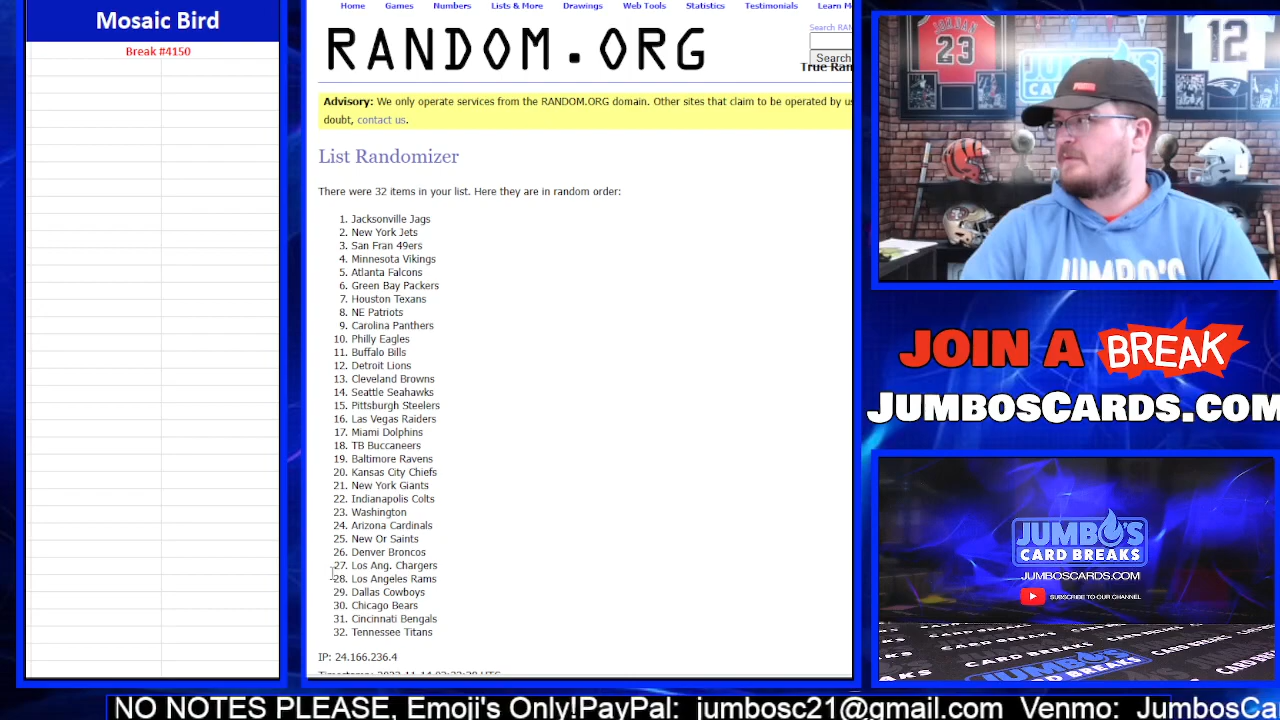 Mosaic Bird
Break #4150
Home Games Numbers Lists & More Drawings Web Tools Statistics Testimonials Learn M
Search RAN
RANDOM.ORG
Search
True Ran
Advisory: We only operate services from the RANDOM.ORG domain. Other sites that claim to be operated by us
doubt, contact us.
List Randomizer
There were 32 items in your list. Here they are in random order:
1. Jacksonville Jags
2. New York Jets
3. San Fran 49ers
4. Minnesota Vikings
5. Atlanta Falcons
6. Green Bay Packers
7. Houston Texans
8. NE Patriots
9. Carolina Panthers
10. Philly Eagles
11. Buffalo Bills
12. Detroit Lions
13. Cleveland Browns
14. Seattle Seahawks
15. Pittsburgh Steelers
16. Las Vegas Raiders
17. Miami Dolphins
18. TB Buccaneers
19. Baltimore Ravens
20. Kansas City Chiefs
21. New York Giants
22. Indianapolis Colts
23. Washington
24. Arizona Cardinals
25. New Or Saints
26. Denver Broncos
27. Los Ang. Chargers
28. Los Angeles Rams
29. Dallas Cowboys
30. Chicago Bears
31. Cincinnati Bengals
32. Tennessee Titans
IP: 24.166.236.4
JORDAN
23
12
JUMBO'S
JOIN A BREAK
JUMBOSCARDS.COM
JUMBO'S
CARD BREAKS
JUMBOSCARDS.COM
SUBSCRIBE TO OUR CHANNEL
NO NOTES PLEASE, Emoji's Only!PayPal: jumbosc21@gmail.com Venmo: JumbosCa